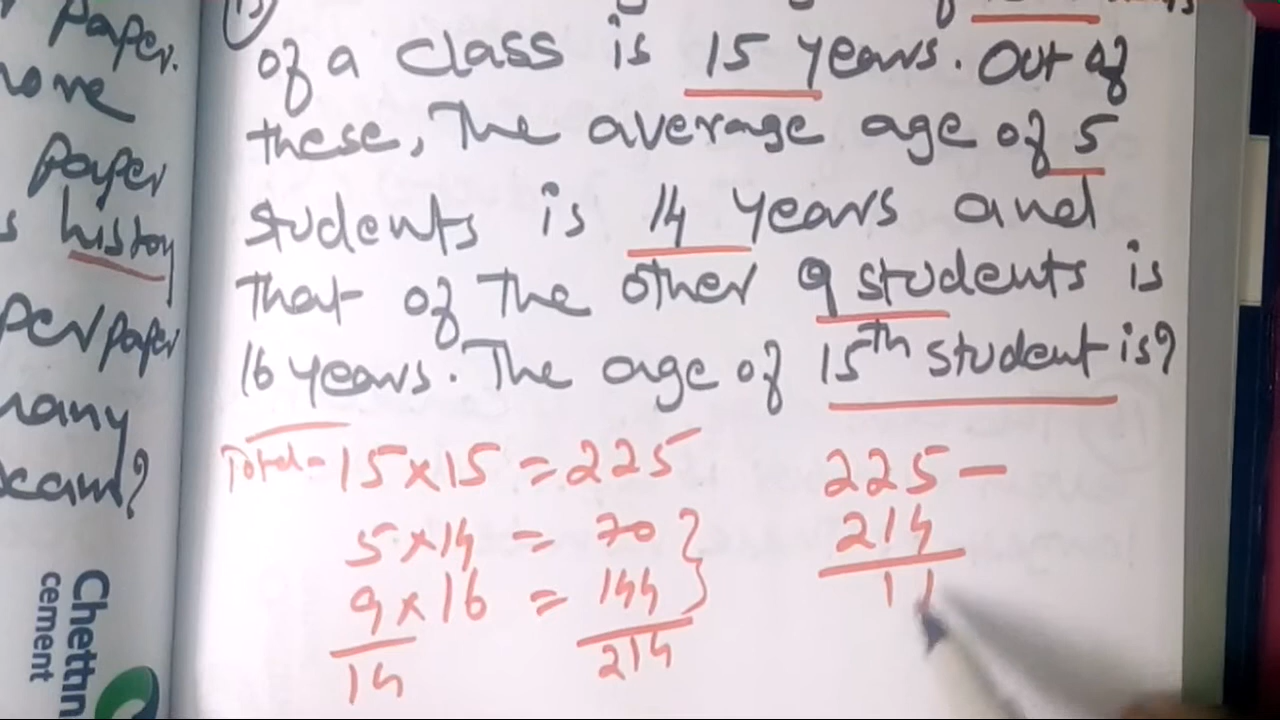 paper.
paper
s history
per paper
Chettin
cement
of a class is 15 years. Out of
these, The average age of 5
students is 14 years and
that of the other 9 students is
16 years. The age of 15th student is?
Total - 15 × 15 = 225
5 × 14 = 70
9 × 16 = 144
14 214
225 -
214
11